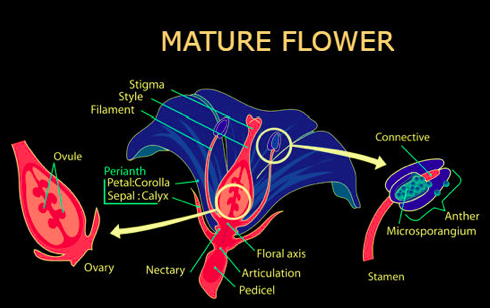 MATURE FLOWER
Stigma
Style
Filament
Connective
Ovule
Perianth
Petal:Corolla
Sepal : Calyx
Anther
Microsporangium
Floral axis
Ovary
Nectary
Articulation
Stamen
Pedicel